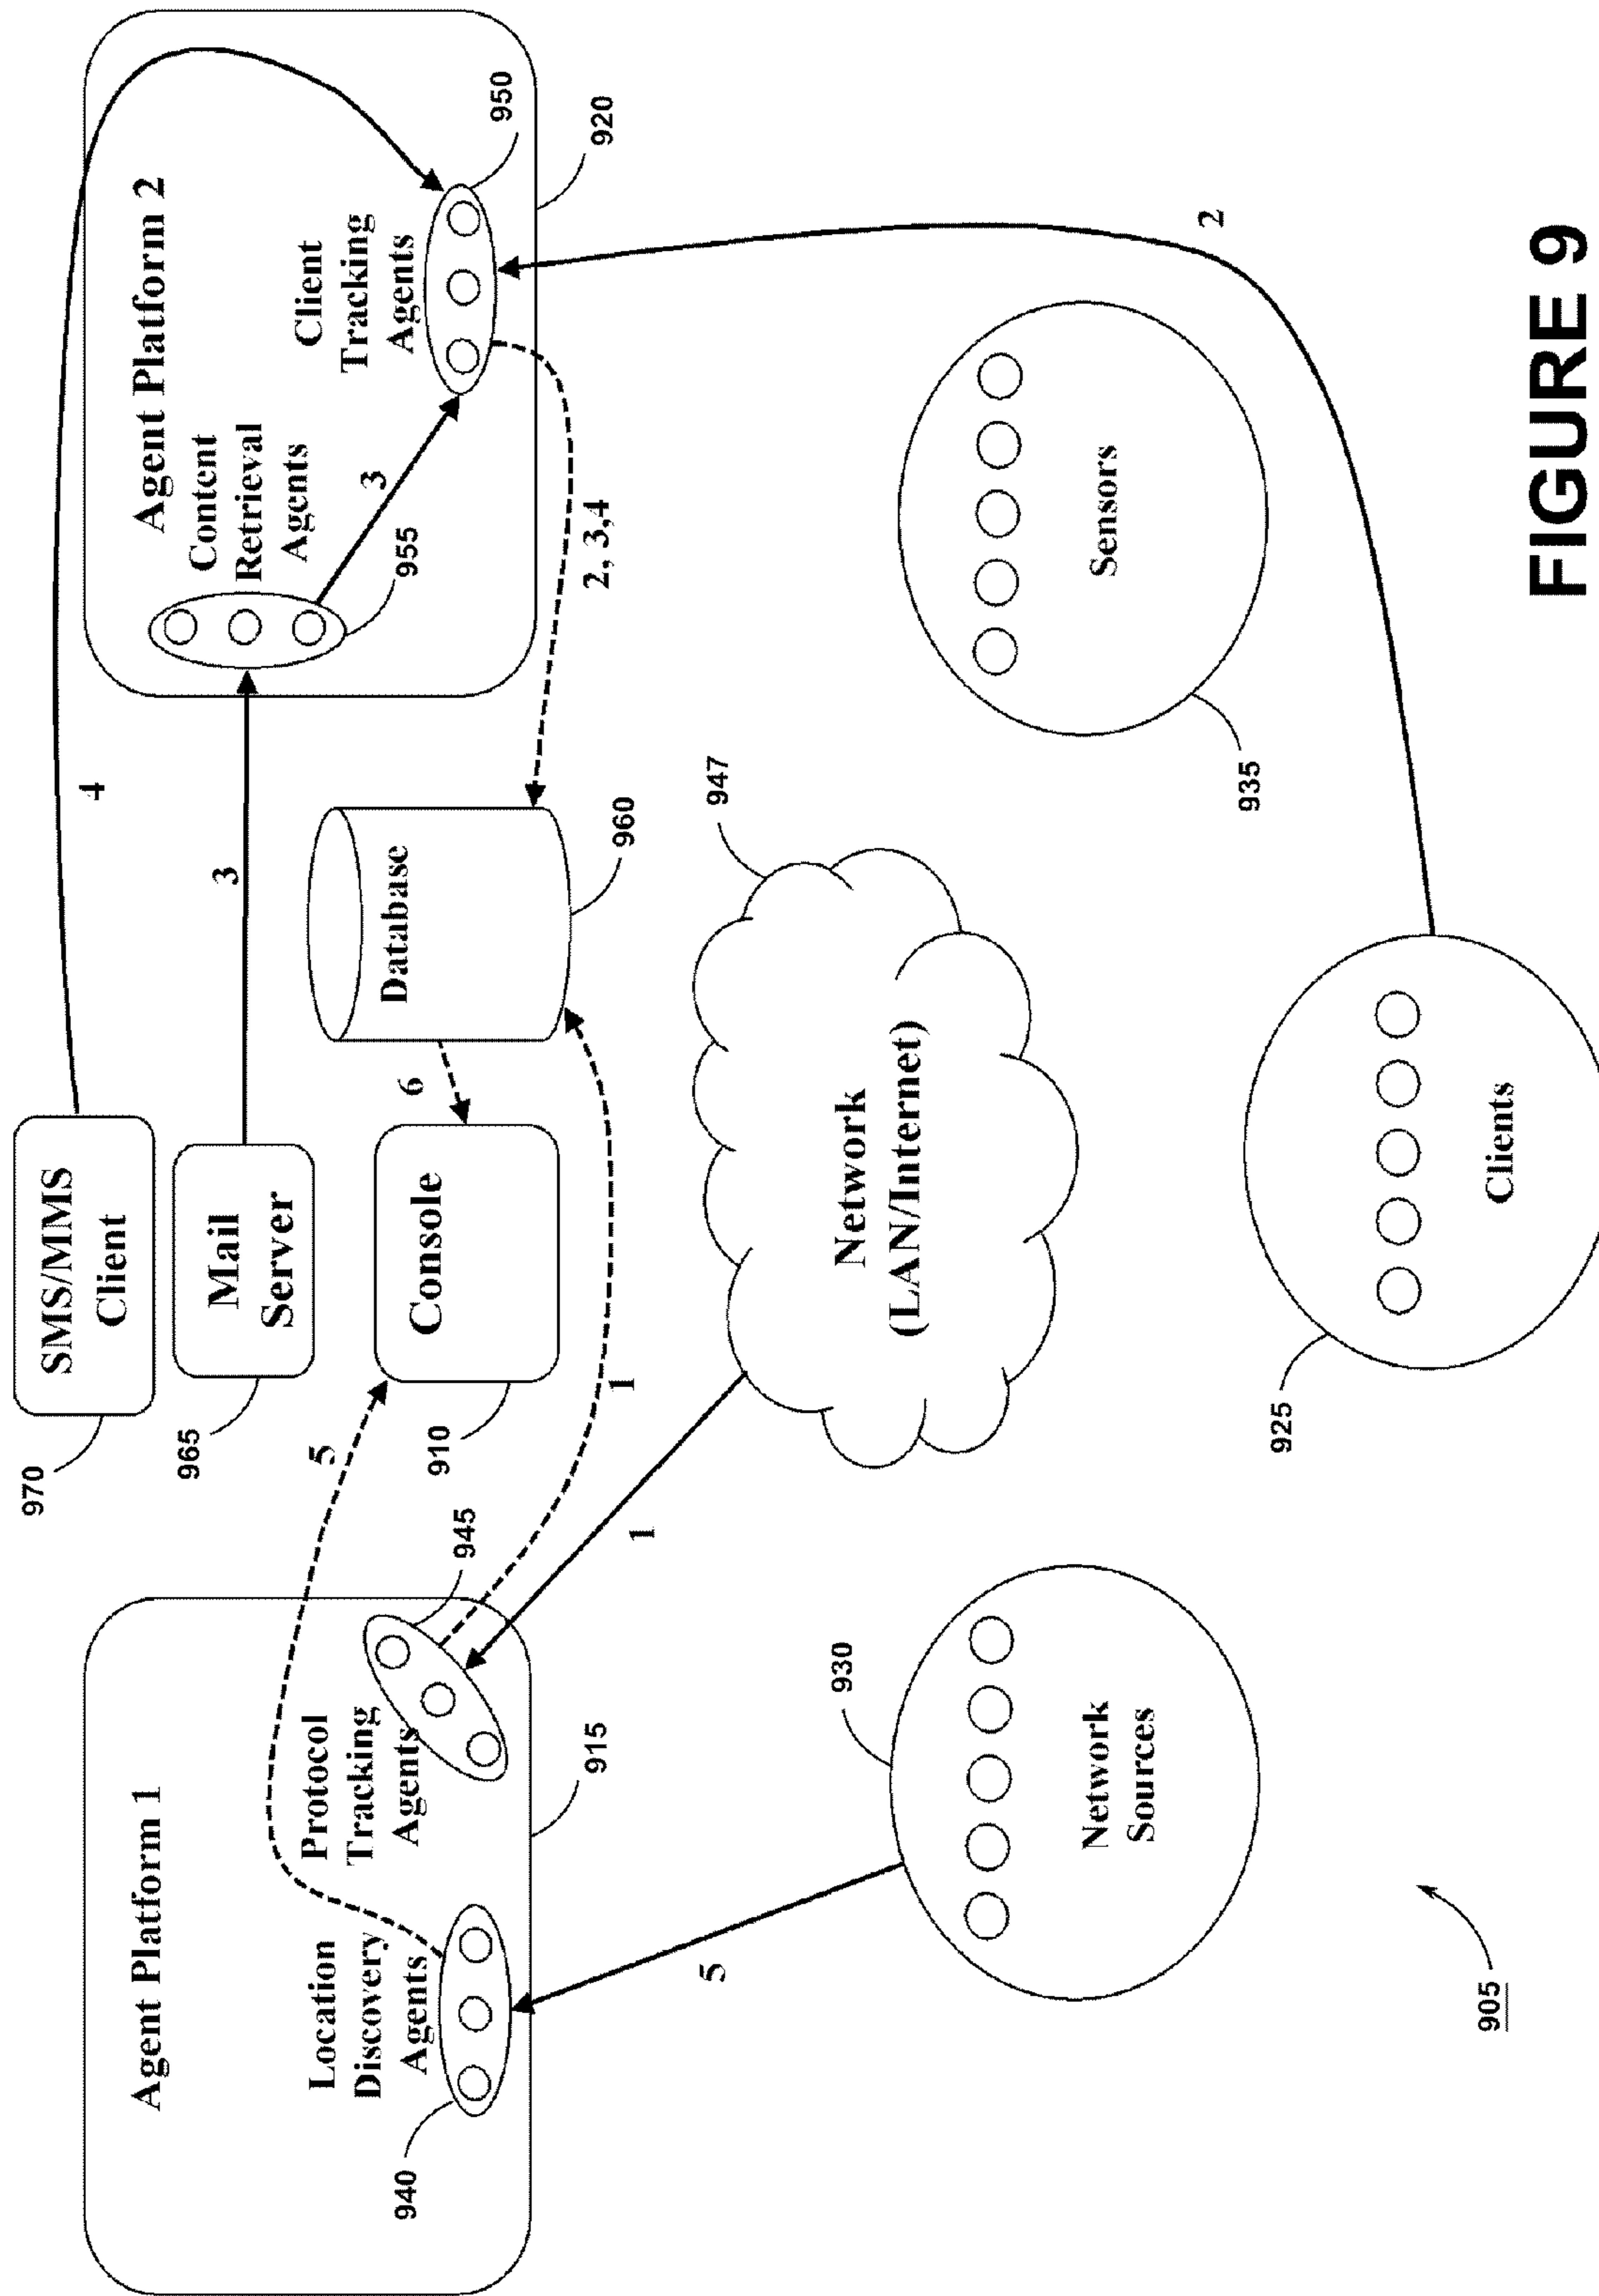 970
SMS/MMS
Client
4
965
Mail
Server
3
Agent Platform 1
Location
Discovery
Agents
940
Protocol
Tracking
Agents
945
915
5
Console
910
6
Database
960
1
1
Agent Platform 2
Content
Retrieval
Agents
955
3
Client
Tracking
Agents
950
920
2, 3,4
Network
(LAN/Internet)
947
5
930
Network
Sources
Sensors
935
2
925
Clients
905
FIGURE 9